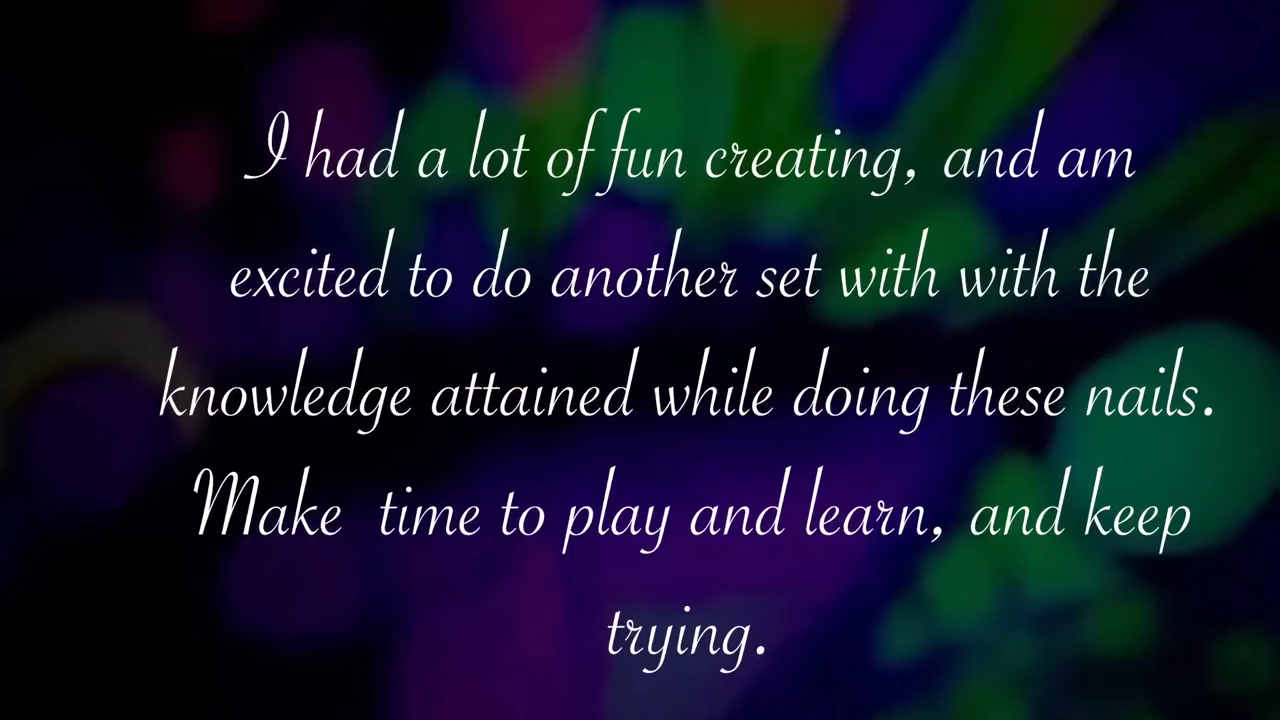 I had a lot of fun creating, and am
excited to do another set with with the
knowledge attained while doing these nails.
Make  time to play and learn, and keep
trying.